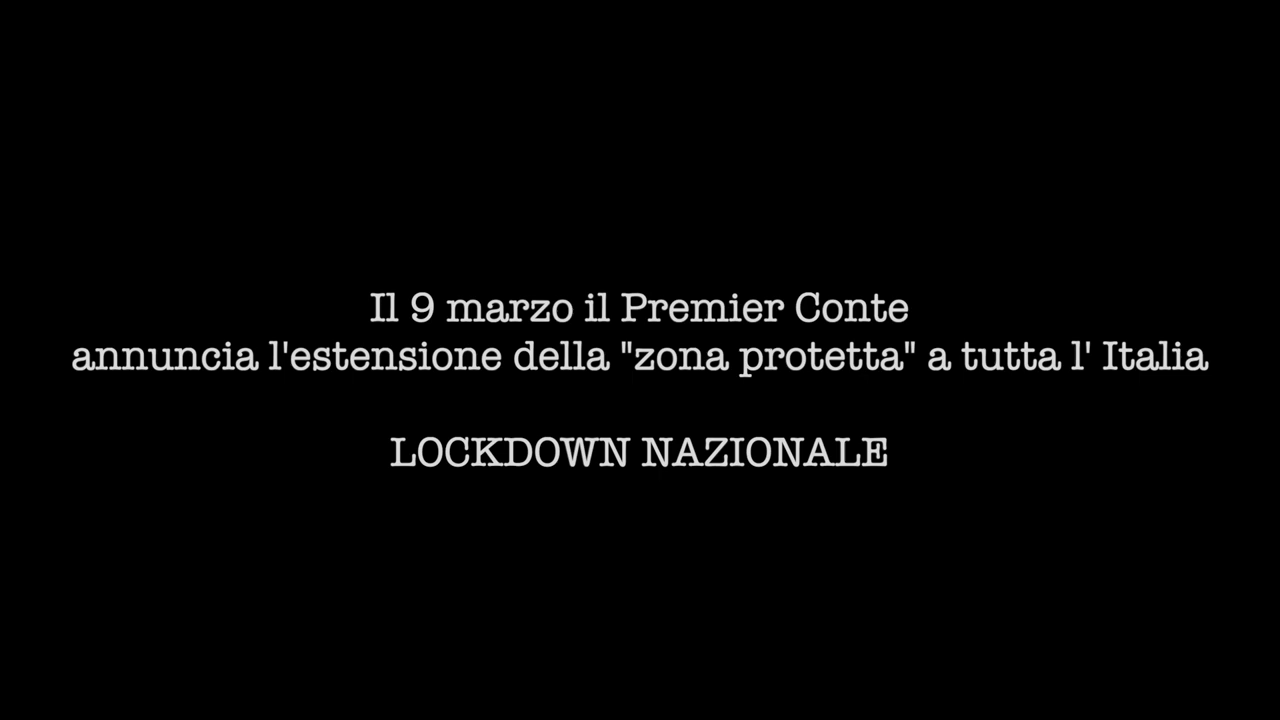 Il 9 marzo il Premier Conte
annuncia l'estensione della "zona protetta" a tutta l' Italia
LOCKDOWN NAZIONALE